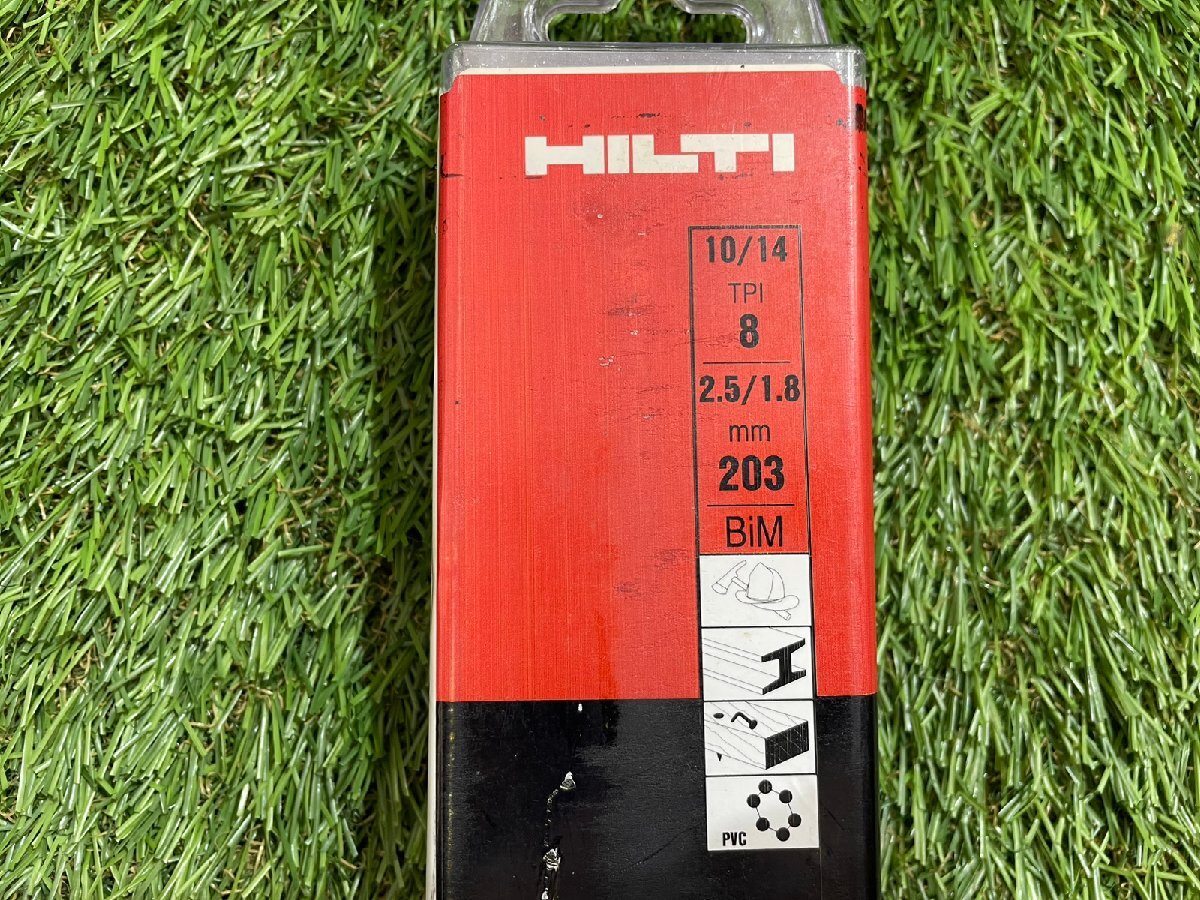 HILTI
10/14
TPI
8
2.5/1.8
mm
203
BiM
PVC